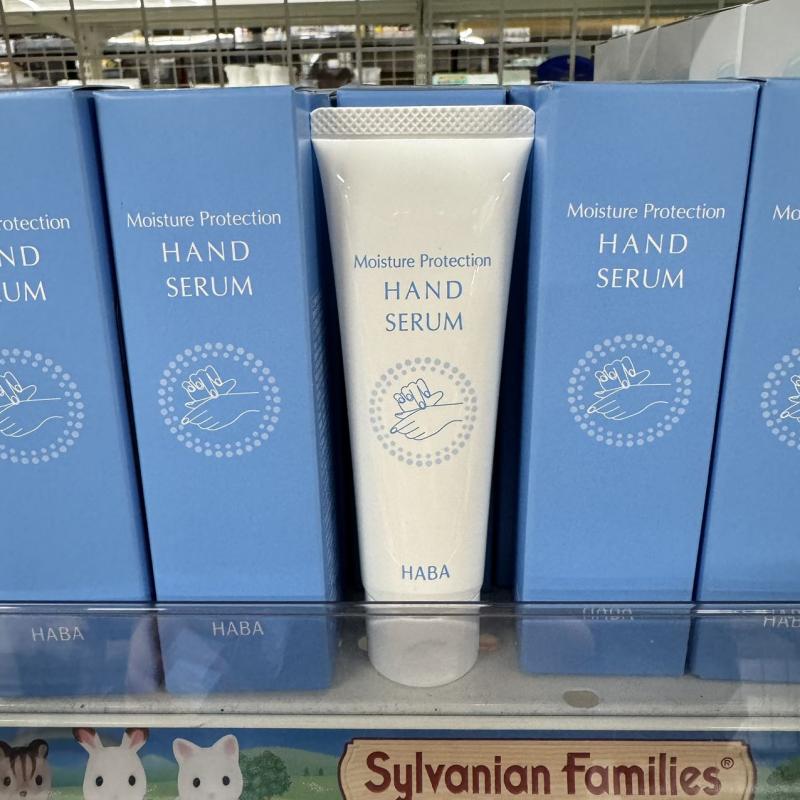 Moisture Protection
HAND
SERUM
HABA
Moisture Protection
HAND
SERUM
HABA
Moisture Protection
HAND
SERUM
HABA
Sylvanian Families®